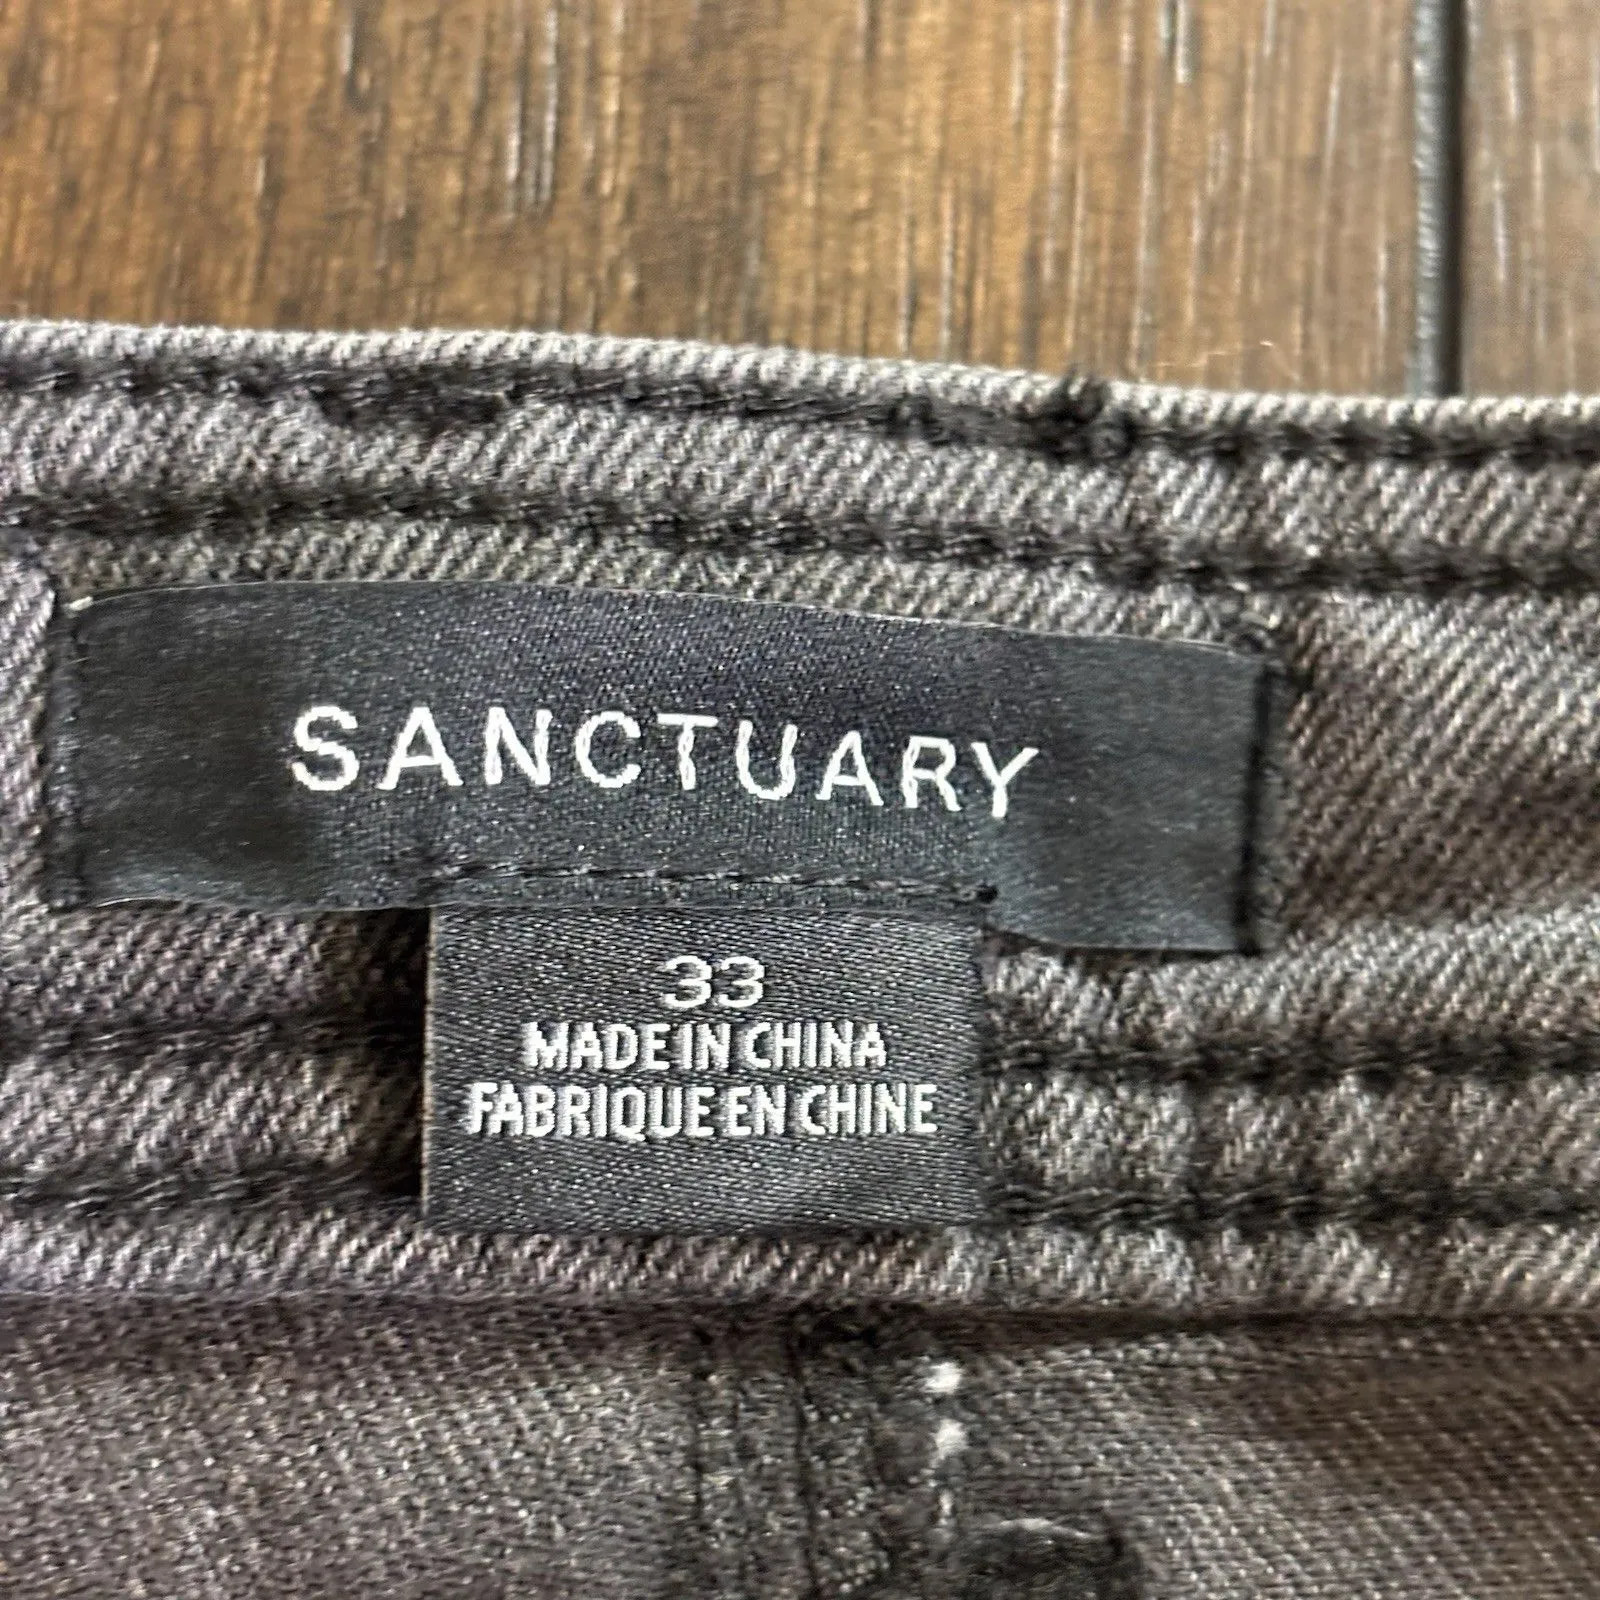 SANCTUARY
33
MADE IN CHINA
FABRIQUE EN CHINE